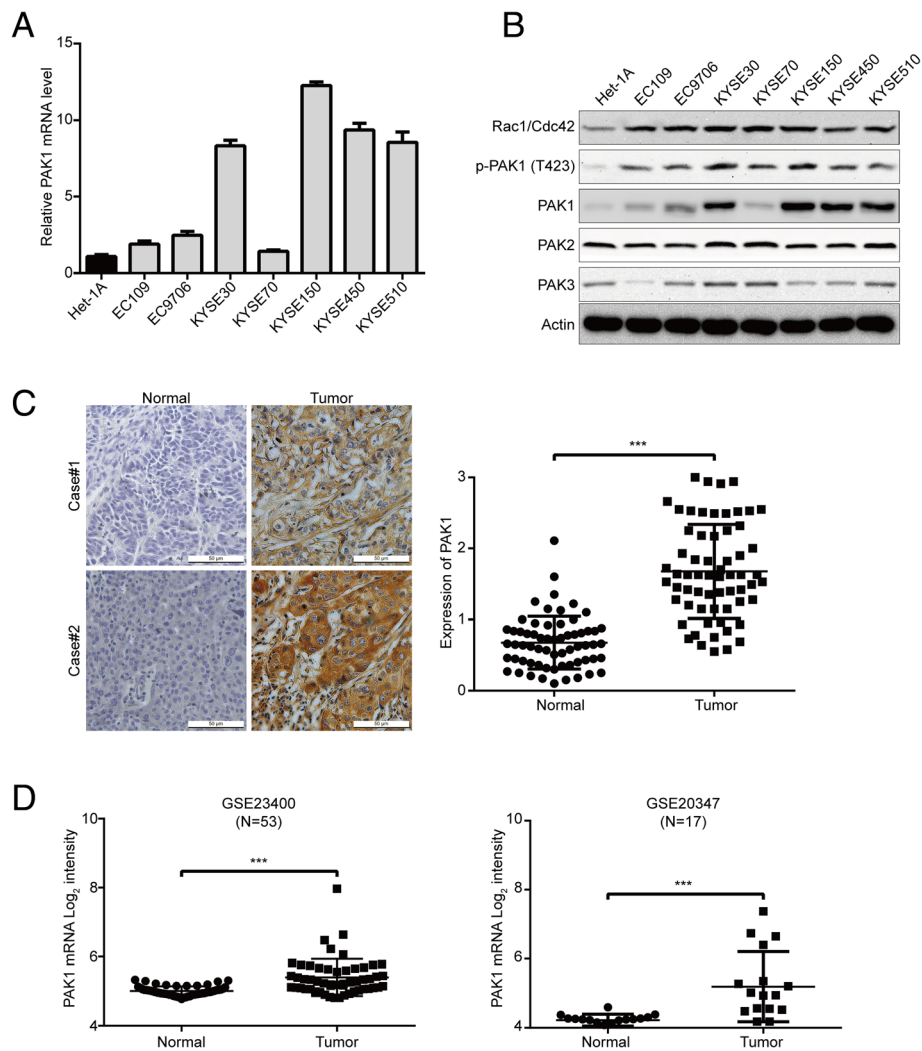 A
Relative PAK1 mRNA level
15
10
5
0
Het-1A
EC109
EC9706
KYSE30
KYSE70
KYSE150
KYSE450
KYSE510
B
Het-1A
EC109
EC9706
KYSE30
KYSE70
KYSE150
KYSE450
KYSE510
Rac1/Cdc42
p-PAK1 (T423)
PAK1
PAK2
PAK3
Actin
C
Normal
Tumor
Case#1
50 µm
50 µm
Case#2
50 µm
50 µm
***
Expression of PAK1
3
2
1
0
Normal
Tumor
D
GSE23400
(N=53)
PAK1 mRNA Log2 intensity
10
8
6
4
***
Normal
Tumor
GSE20347
(N=17)
PAK1 mRNA Log2 intensity
10
8
6
4
***
Normal
Tumor